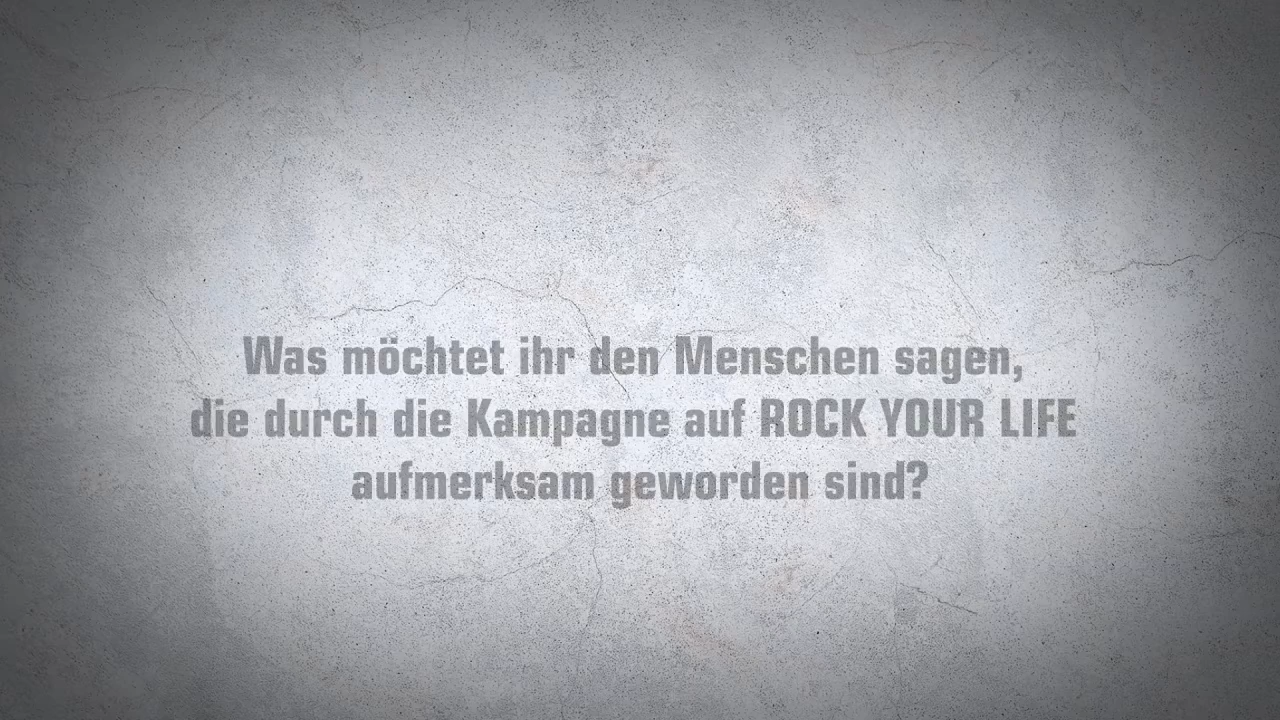 Was möchtet ihr den Menschen sagen,
die durch die Kampagne auf ROCK YOUR LIFE
aufmerksam geworden sind?